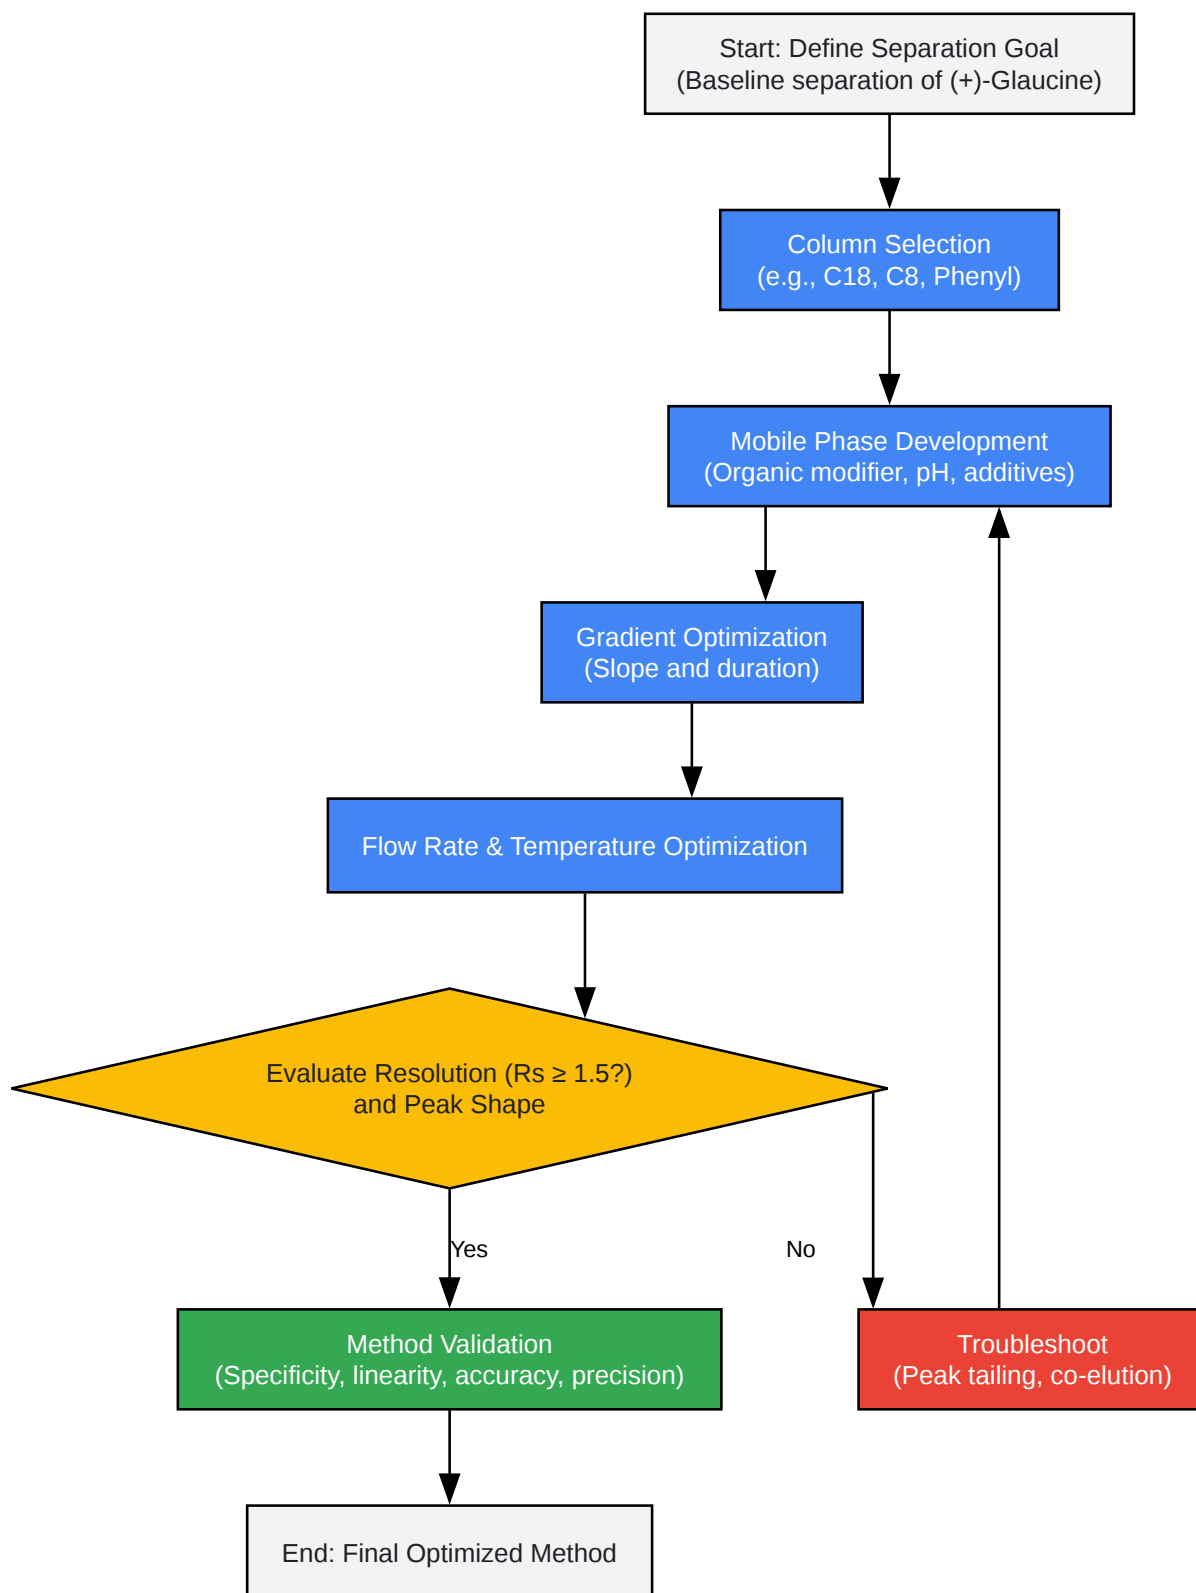 Start: Define Separation Goal
(Baseline separation of (+)-Glaucine)
Column Selection
(e.g., C18, C8, Phenyl)
Mobile Phase Development
(Organic modifier, pH, additives)
Gradient Optimization
(Slope and duration)
Flow Rate & Temperature Optimization
Evaluate Resolution (Rs ≥ 1.5?)
and Peak Shape
Yes
No
Method Validation
(Specificity, linearity, accuracy, precision)
Troubleshoot
(Peak tailing, co-elution)
End: Final Optimized Method